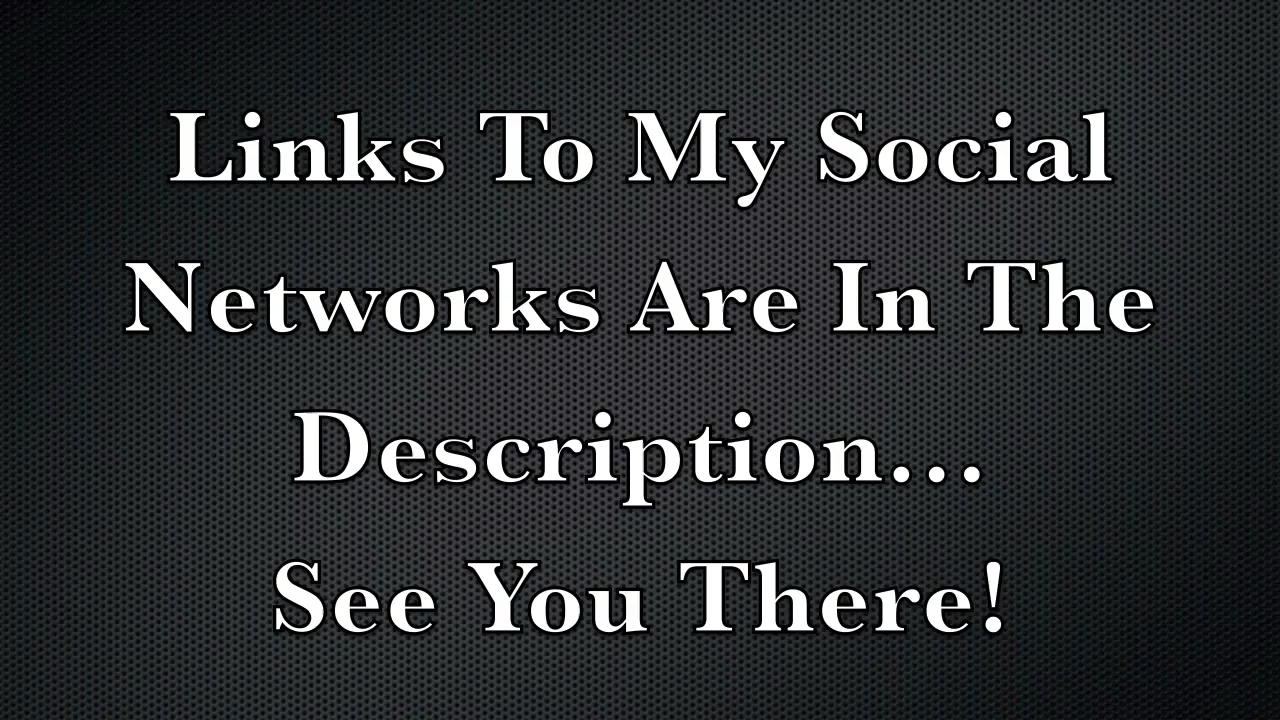 Links To My Social
Networks Are In The
Description...
See You There!